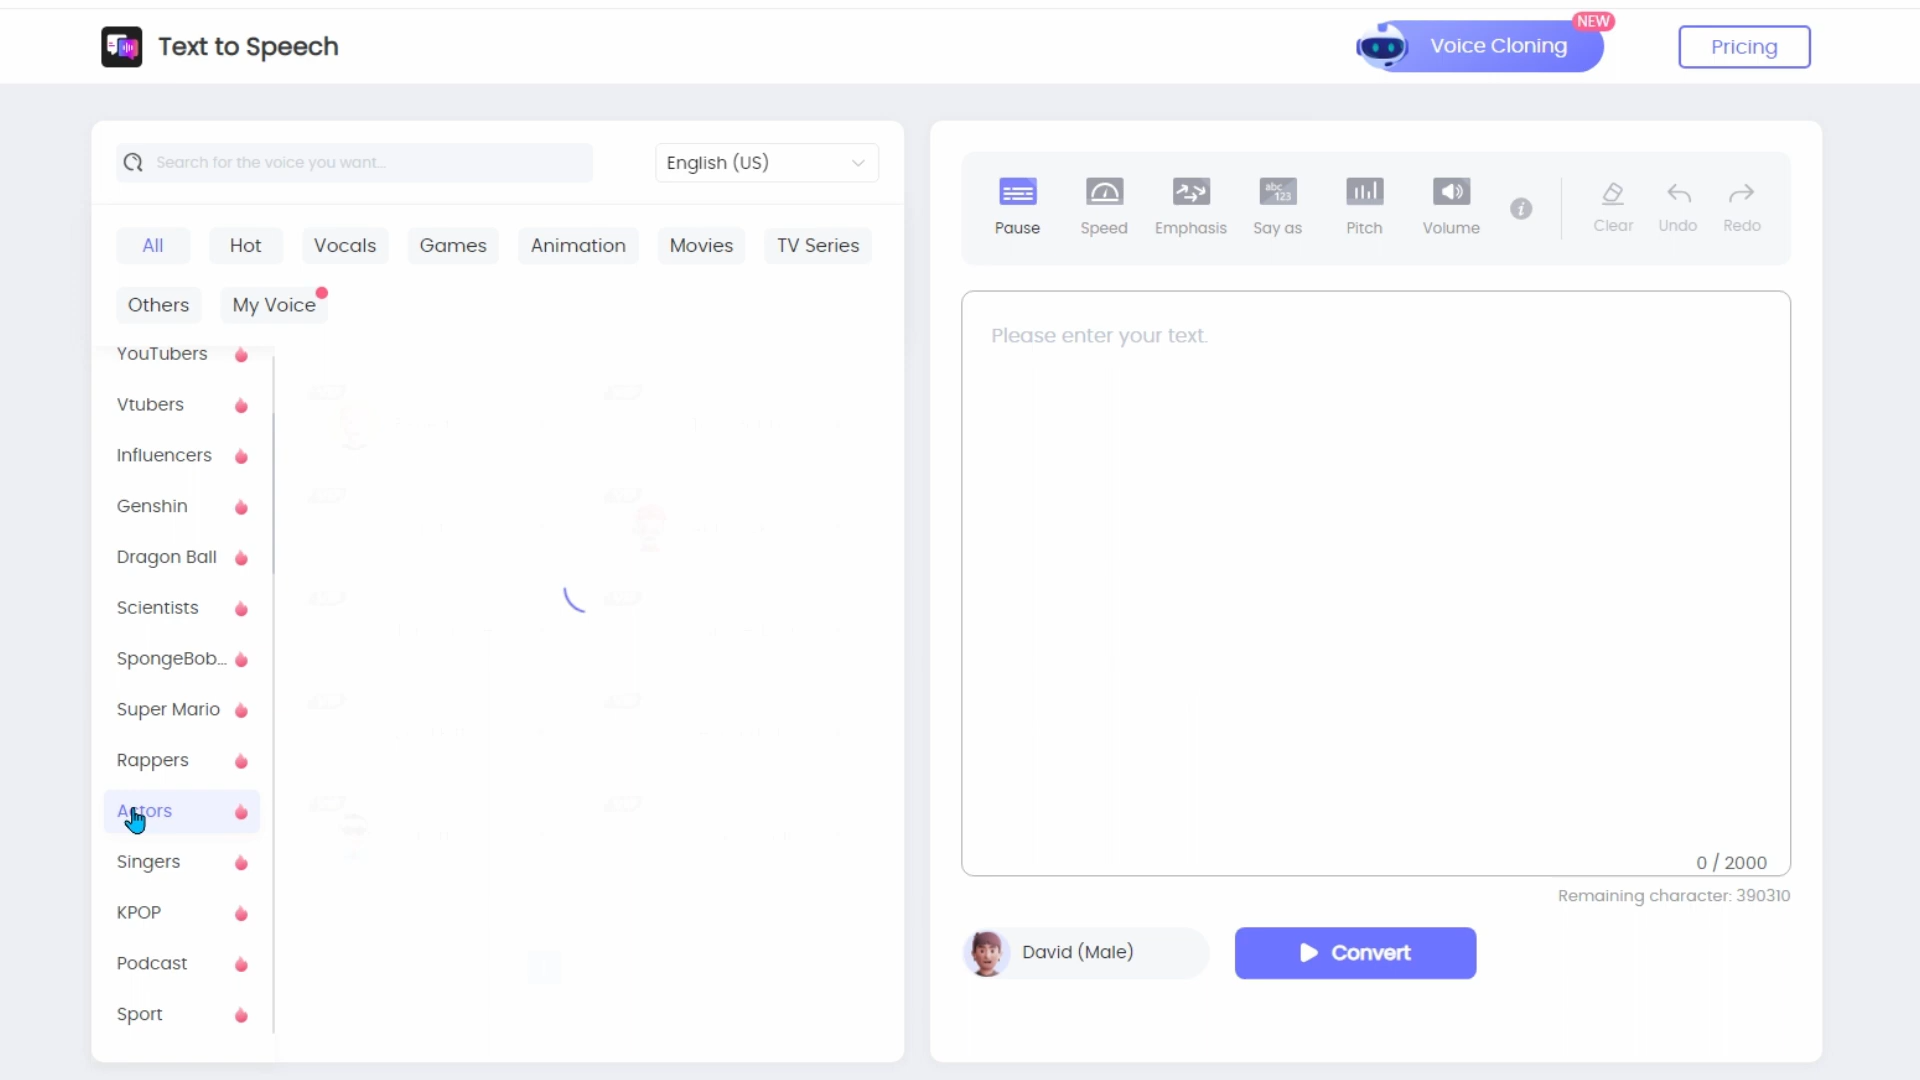 Text to Speech
NEW
Voice Cloning
Pricing
Search for the voice you want...
English (US)
All
Hot
Vocals
Games
Animation
Movies
TV Series
Others
My Voice
YouTubers
Vtubers
Influencers
Genshin
Dragon Ball
Scientists
SpongeBob...
Super Mario
Rappers
Actors
Singers
KPOP
Podcast
Sport
abc
123
Pause
Speed
Emphasis
Say as
Pitch
Volume
Clear
Undo
Redo
Please enter your text.
0 / 2000
Remaining character: 390310
David (Male)
Convert